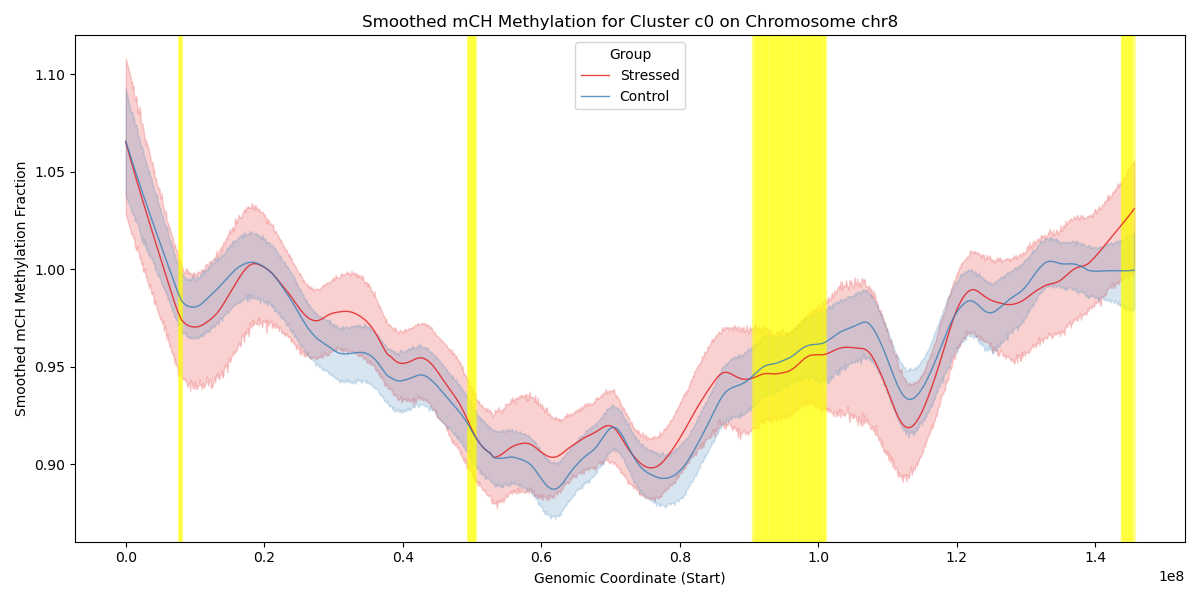 Smoothed mCH Methylation for Cluster c0 on Chromosome chr8
Group
Stressed
Control
Smoothed mCH Methylation Fraction
1.10
1.05
1.00
0.95
0.90
0.0 0.2 0.4 0.6 0.8 1.0 1.2 1.4
1e8
Genomic Coordinate (Start)